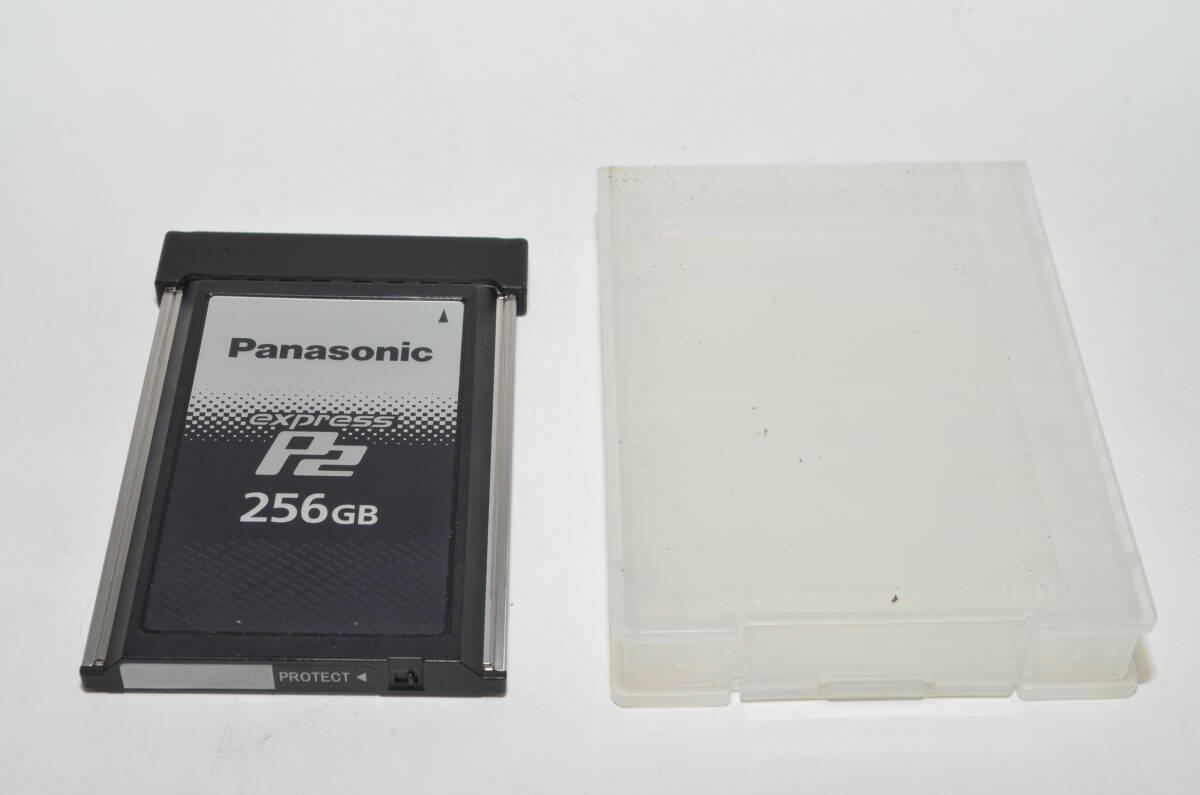 Panasonic
express
P2
256GB
PROTECT ◄